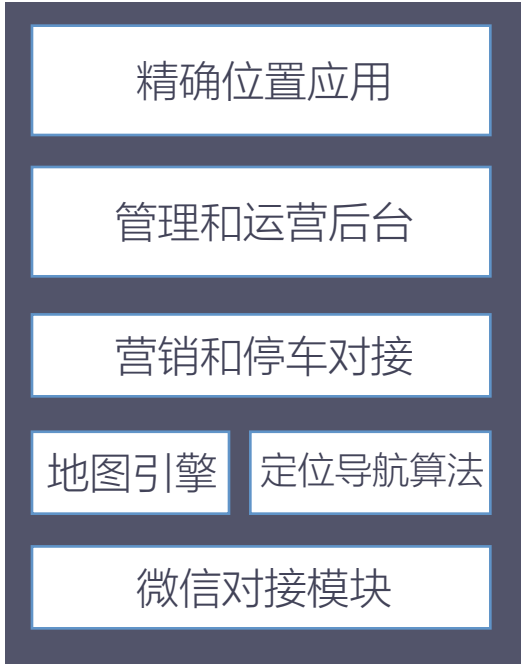 精确位置应用
管理和运营后台
营销和停车对接
地图引擎
定位导航算法
微信对接模块